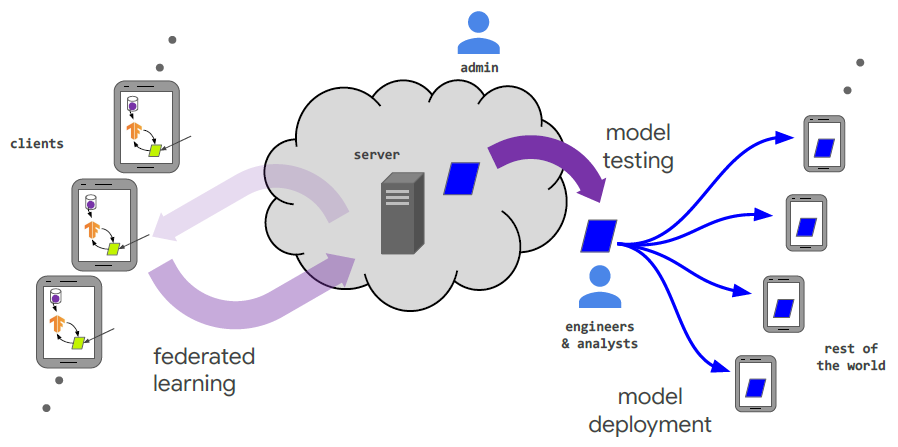 admin
clients
server
model
testing
federated
learning
engineers
& analysts
rest of
the world
model
deployment